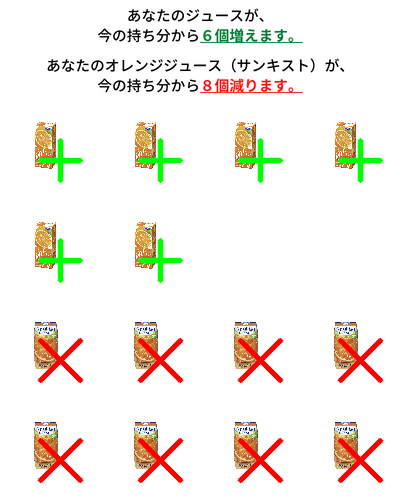 あなたのジュースが、
今の持ち分から６個増えます。
あなたのオレンジジュース（サンキスト）が、
今の持ち分から８個減ります。